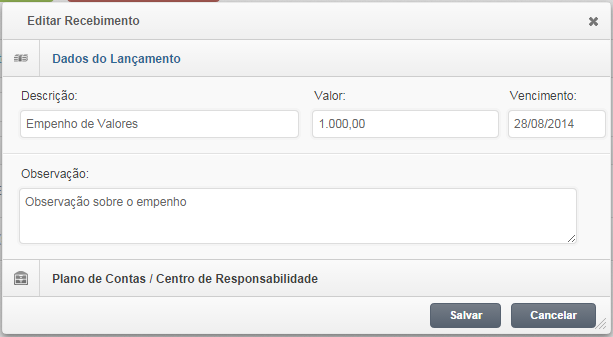 Editar Recebimento
Dados do Lançamento
Descrição: Valor: Vencimento:
Empenho de Valores 1.000,00 28/08/2014
Observação:
Observação sobre o empenho
Plano de Contas / Centro de Responsabilidade
Salvar Cancelar